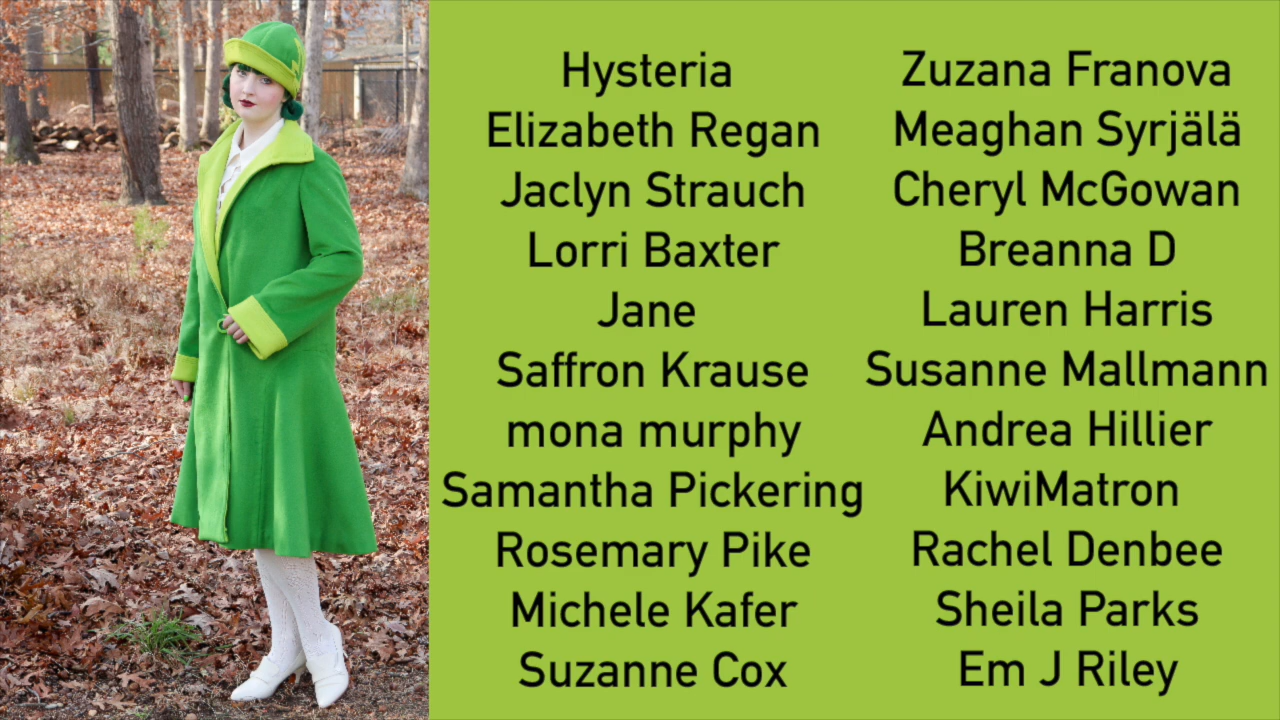 Hysteria
Elizabeth Regan
Jaclyn Strauch
Lorri Baxter
Jane
Saffron Krause
mona murphy
Samantha Pickering
Rosemary Pike
Michele Kafer
Suzanne Cox
Zuzana Franova
Meaghan Syrjälä
Cheryl McGowan
Breanna D
Lauren Harris
Susanne Mallmann
Andrea Hillier
KiwiMatron
Rachel Denbee
Sheila Parks
Em J Riley